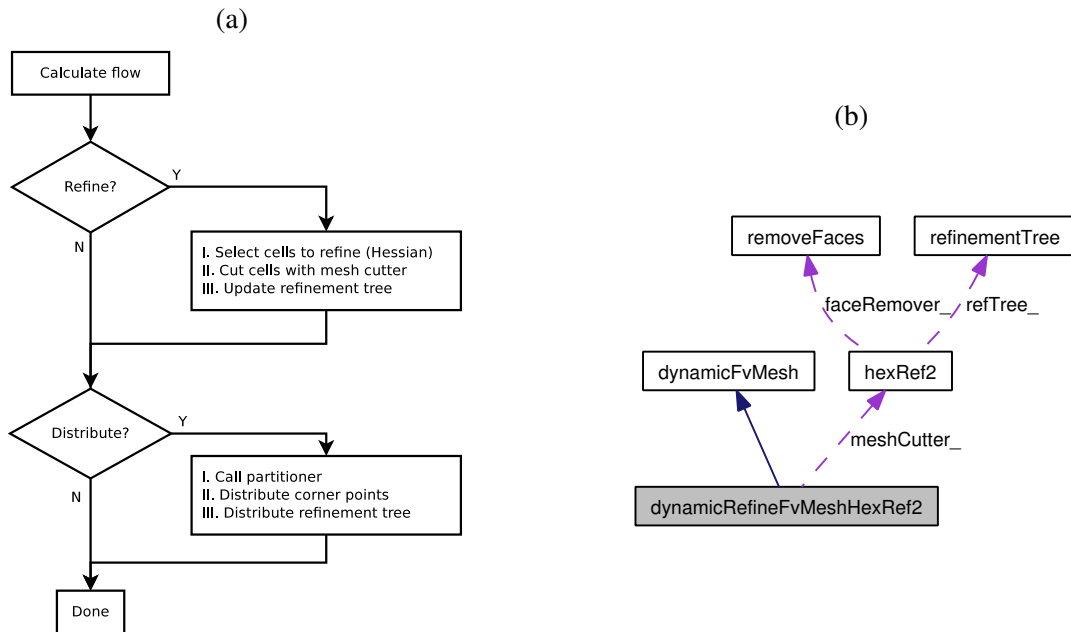 (a)
Calculate flow
Refine?
Y
N
I. Select cells to refine (Hessian)
II. Cut cells with mesh cutter
III. Update refinement tree
Distribute?
Y
N
I. Call partitioner
II. Distribute corner points
III. Distribute refinement tree
Done
(b)
removeFaces
refinementTree
faceRemover_
refTree_
dynamicFvMesh
hexRef2
meshCutter_
dynamicRefineFvMeshHexRef2